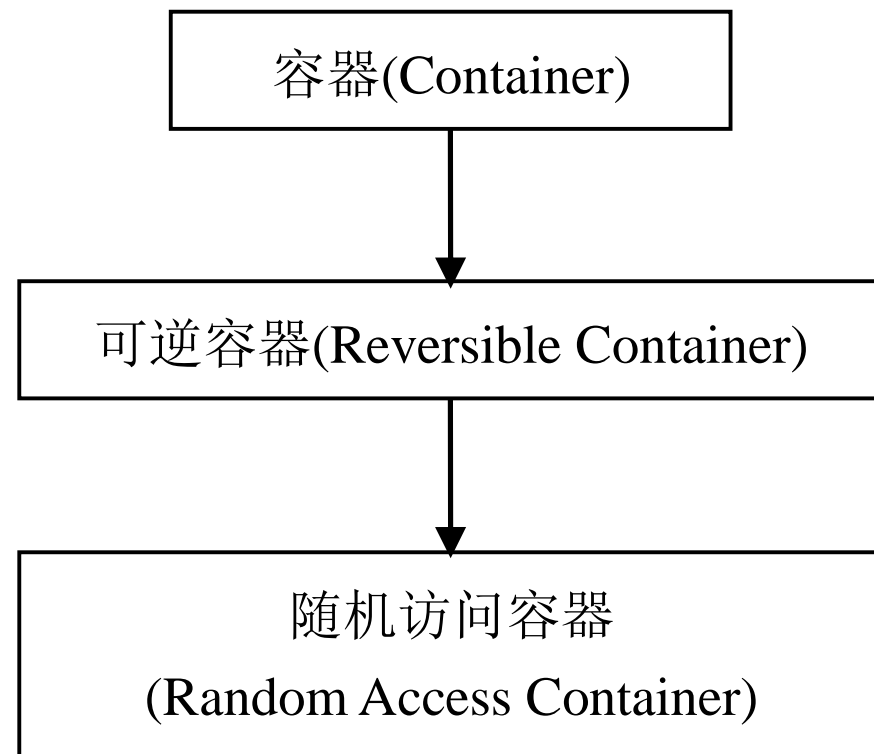 容器(Container)
可逆容器(Reversible Container)
随机访问容器
(Random Access Container)